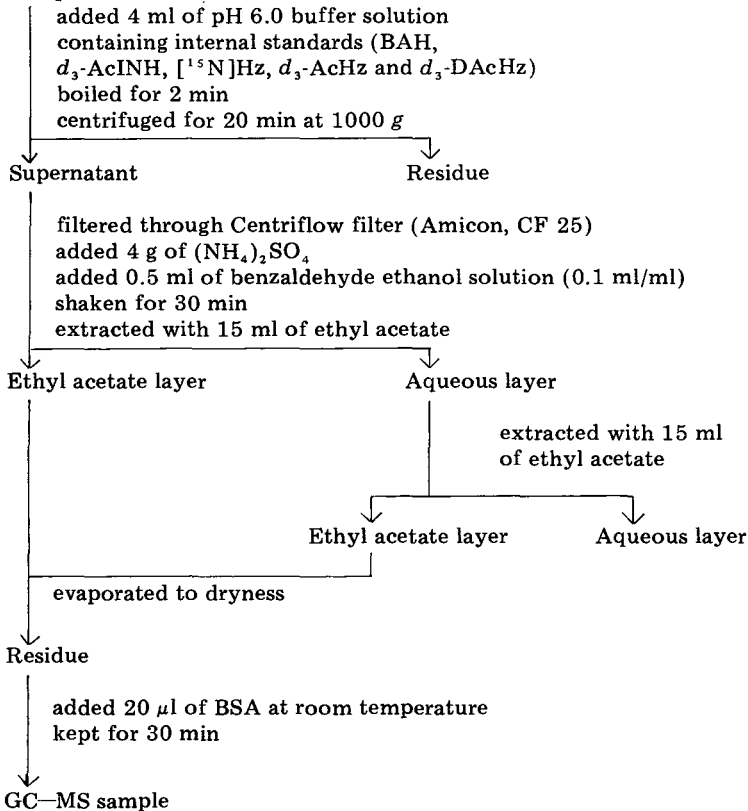 added 4 ml of pH 6.0 buffer solution
containing internal standards (BAH,
d₃-AcINH, [¹⁵N]Hz, d₃-AcHz and d₃-DAcHz)
boiled for 2 min
centrifuged for 20 min at 1000 g
Supernatant Residue
filtered through Centriflow filter (Amicon, CF 25)
added 4 g of (NH₄)₂SO₄
added 0.5 ml of benzaldehyde ethanol solution (0.1 ml/ml)
shaken for 30 min
extracted with 15 ml of ethyl acetate
Ethyl acetate layer Aqueous layer
extracted with 15 ml
of ethyl acetate
Ethyl acetate layer Aqueous layer
evaporated to dryness
Residue
added 20 μl of BSA at room temperature
kept for 30 min
GC—MS sample